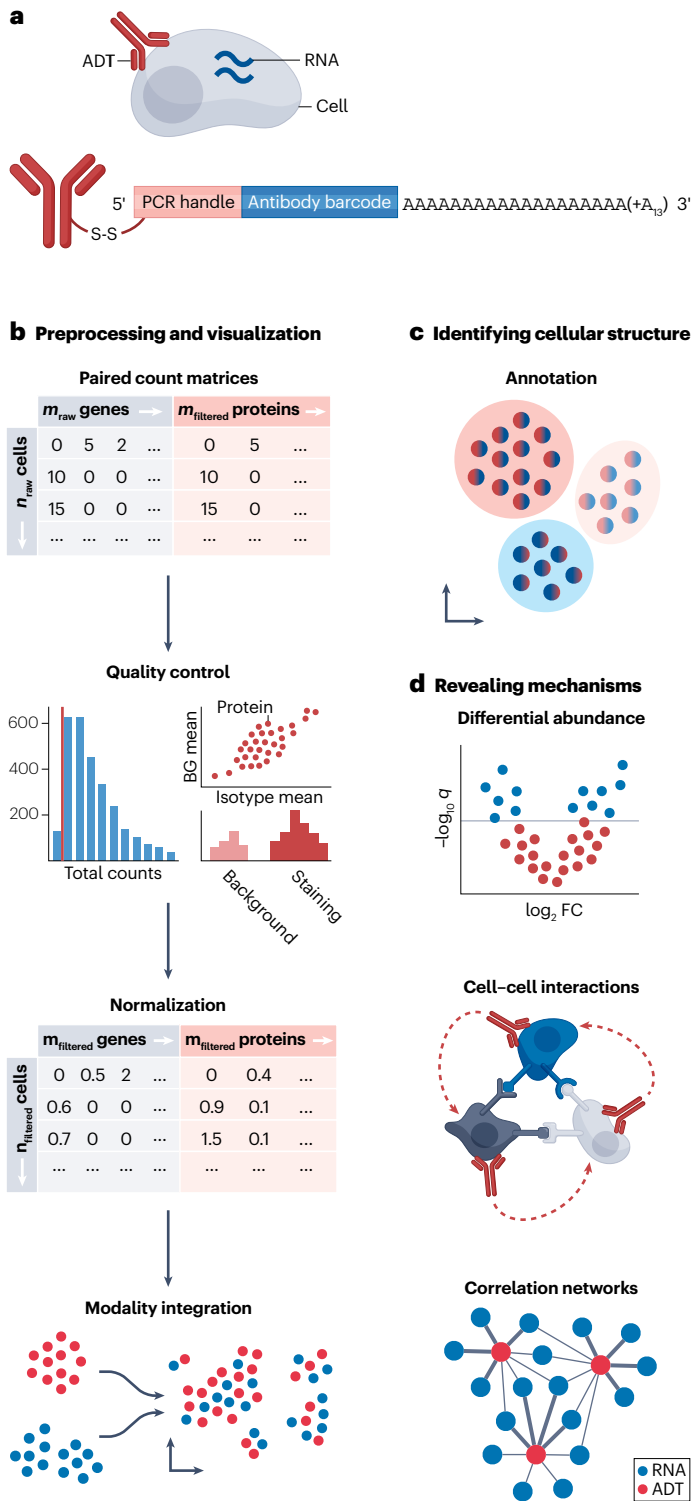 a
ADT
RNA
Cell
5' PCR handle Antibody barcode AAAAAAAAAAAAAAAAAAA(+A13) 3'
S-S
b Preprocessing and visualization
Paired count matrices
mraw genes mfiltered proteins
nraw cells
0 5 2 ... 0 5 ...
10 0 0 ... 10 0 ...
15 0 0 ... 15 0 ...
... ... ... ... ... ... ...
Quality control
600
400
200
Total counts
Protein
BG mean
Isotype mean
Background
Staining
Normalization
mfiltered genes mfiltered proteins
nfiltered cells
0 0.5 2 ... 0 0.4 ...
0.6 0 0 ... 0.9 0.1 ...
0.7 0 0 ... 1.5 0.1 ...
... ... ... ... ... ... ...
Modality integration
c Identifying cellular structure
Annotation
d Revealing mechanisms
Differential abundance
–log10 q
log2 FC
Cell–cell interactions
Correlation networks
RNA
ADT